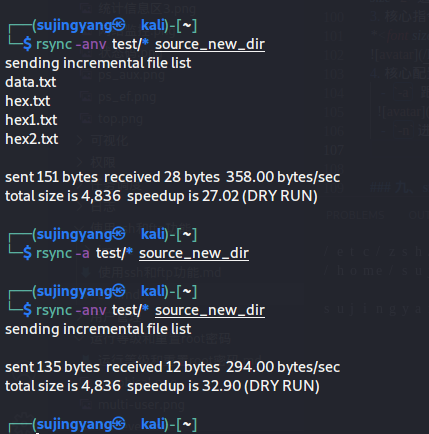 (sujingyang㉿ kali)-[~]
$ rsync -anv test/* source_new_dir
sending incremental file list
data.txt
hex.txt
hex1.txt
hex2.txt
sent 151 bytes received 28 bytes 358.00 bytes/sec
total size is 4,836 speedup is 27.02 (DRY RUN)
(sujingyang㉿ kali)-[~]
$ rsync -a test/* source_new_dir
(sujingyang㉿ kali)-[~]
$ rsync -anv test/* source_new_dir
sending incremental file list
sent 135 bytes received 12 bytes 294.00 bytes/sec
total size is 4,836 speedup is 32.90 (DRY RUN)
(sujingyang㉿ kali)-[~]